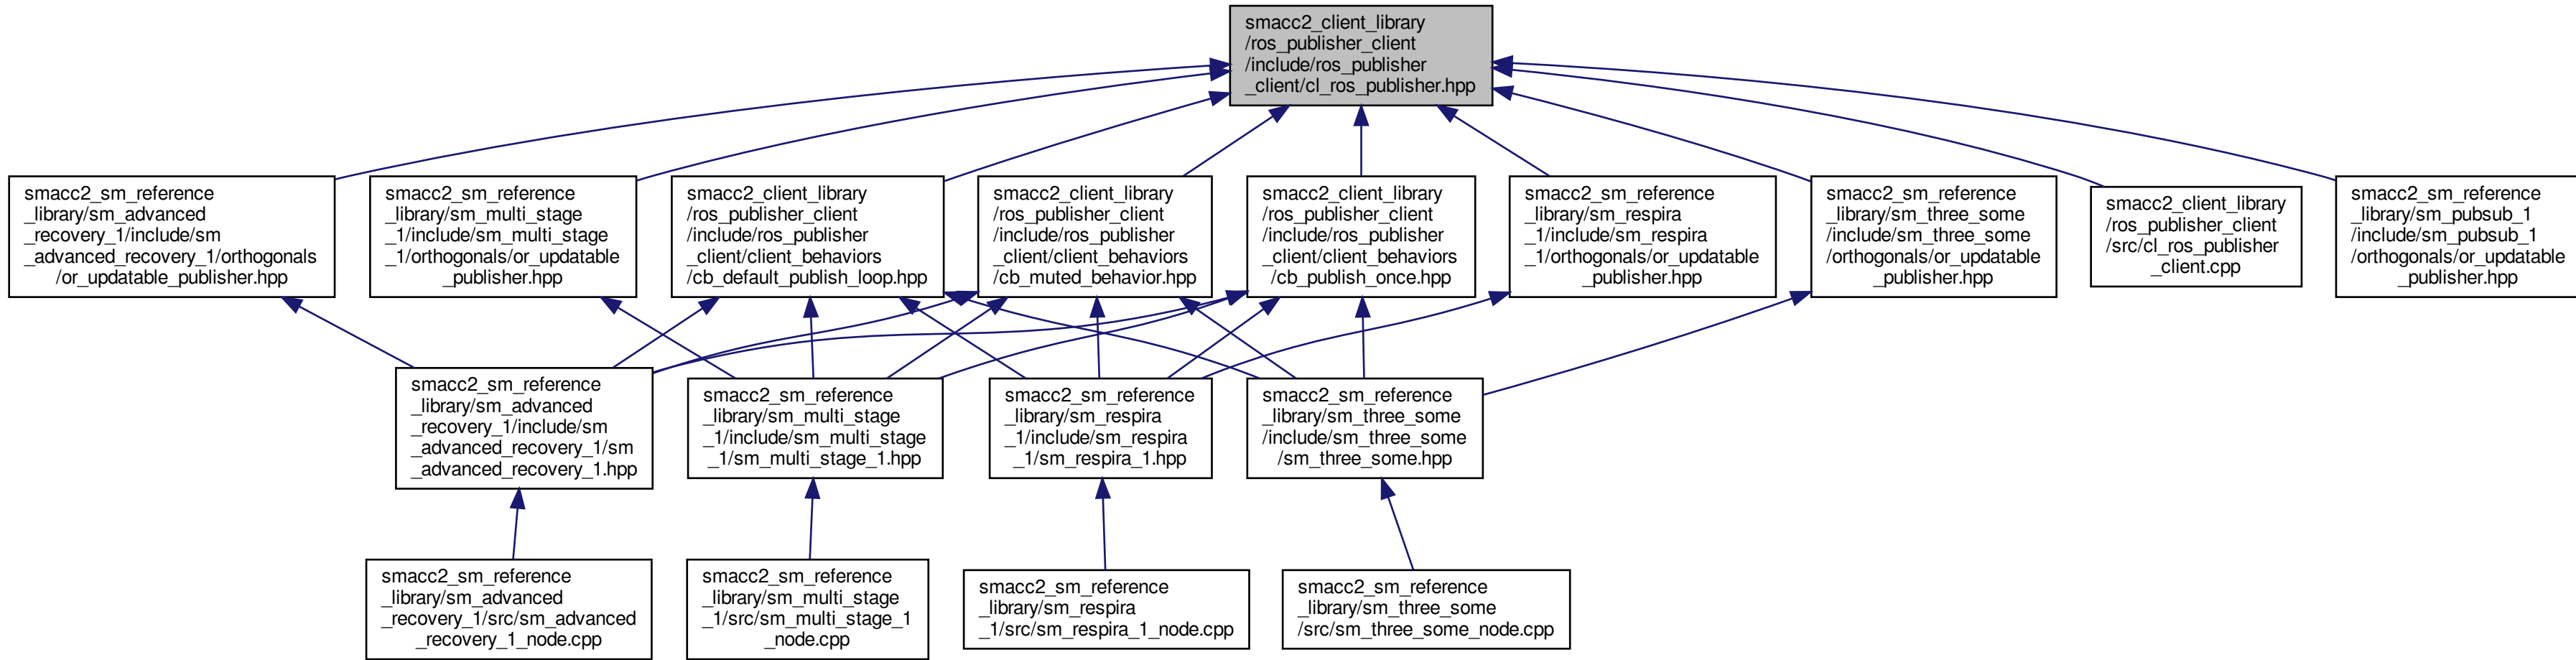 smacc2_client_library
/ros_publisher_client
/include/ros_publisher
_client/cl_ros_publisher.hpp
smacc2_sm_reference
_library/sm_advanced
_recovery_1/include/sm
_advanced_recovery_1/orthogonals
/or_updatable_publisher.hpp
smacc2_sm_reference
_library/sm_multi_stage
_1/include/sm_multi_stage
_1/orthogonals/or_updatable
_publisher.hpp
smacc2_client_library
/ros_publisher_client
/include/ros_publisher
_client/client_behaviors
/cb_default_publish_loop.hpp
smacc2_client_library
/ros_publisher_client
/include/ros_publisher
_client/client_behaviors
/cb_muted_behavior.hpp
smacc2_client_library
/ros_publisher_client
/include/ros_publisher
_client/client_behaviors
/cb_publish_once.hpp
smacc2_sm_reference
_library/sm_respira
_1/include/sm_respira
_1/orthogonals/or_updatable
_publisher.hpp
smacc2_sm_reference
_library/sm_three_some
/include/sm_three_some
/orthogonals/or_updatable
_publisher.hpp
smacc2_client_library
/ros_publisher_client
/src/cl_ros_publisher
_client.cpp
smacc2_sm_reference
_library/sm_pubsub_1
/include/sm_pubsub_1
/orthogonals/or_updatable
_publisher.hpp
smacc2_sm_reference
_library/sm_advanced
_recovery_1/include/sm
_advanced_recovery_1/sm
_advanced_recovery_1.hpp
smacc2_sm_reference
_library/sm_multi_stage
_1/include/sm_multi_stage
_1/sm_multi_stage_1.hpp
smacc2_sm_reference
_library/sm_respira
_1/include/sm_respira
_1/sm_respira_1.hpp
smacc2_sm_reference
_library/sm_three_some
/include/sm_three_some
/sm_three_some.hpp
smacc2_sm_reference
_library/sm_advanced
_recovery_1/src/sm_advanced
_recovery_1_node.cpp
smacc2_sm_reference
_library/sm_multi_stage
_1/src/sm_multi_stage_1
_node.cpp
smacc2_sm_reference
_library/sm_respira
_1/src/sm_respira_1_node.cpp
smacc2_sm_reference
_library/sm_three_some
/src/sm_three_some_node.cpp